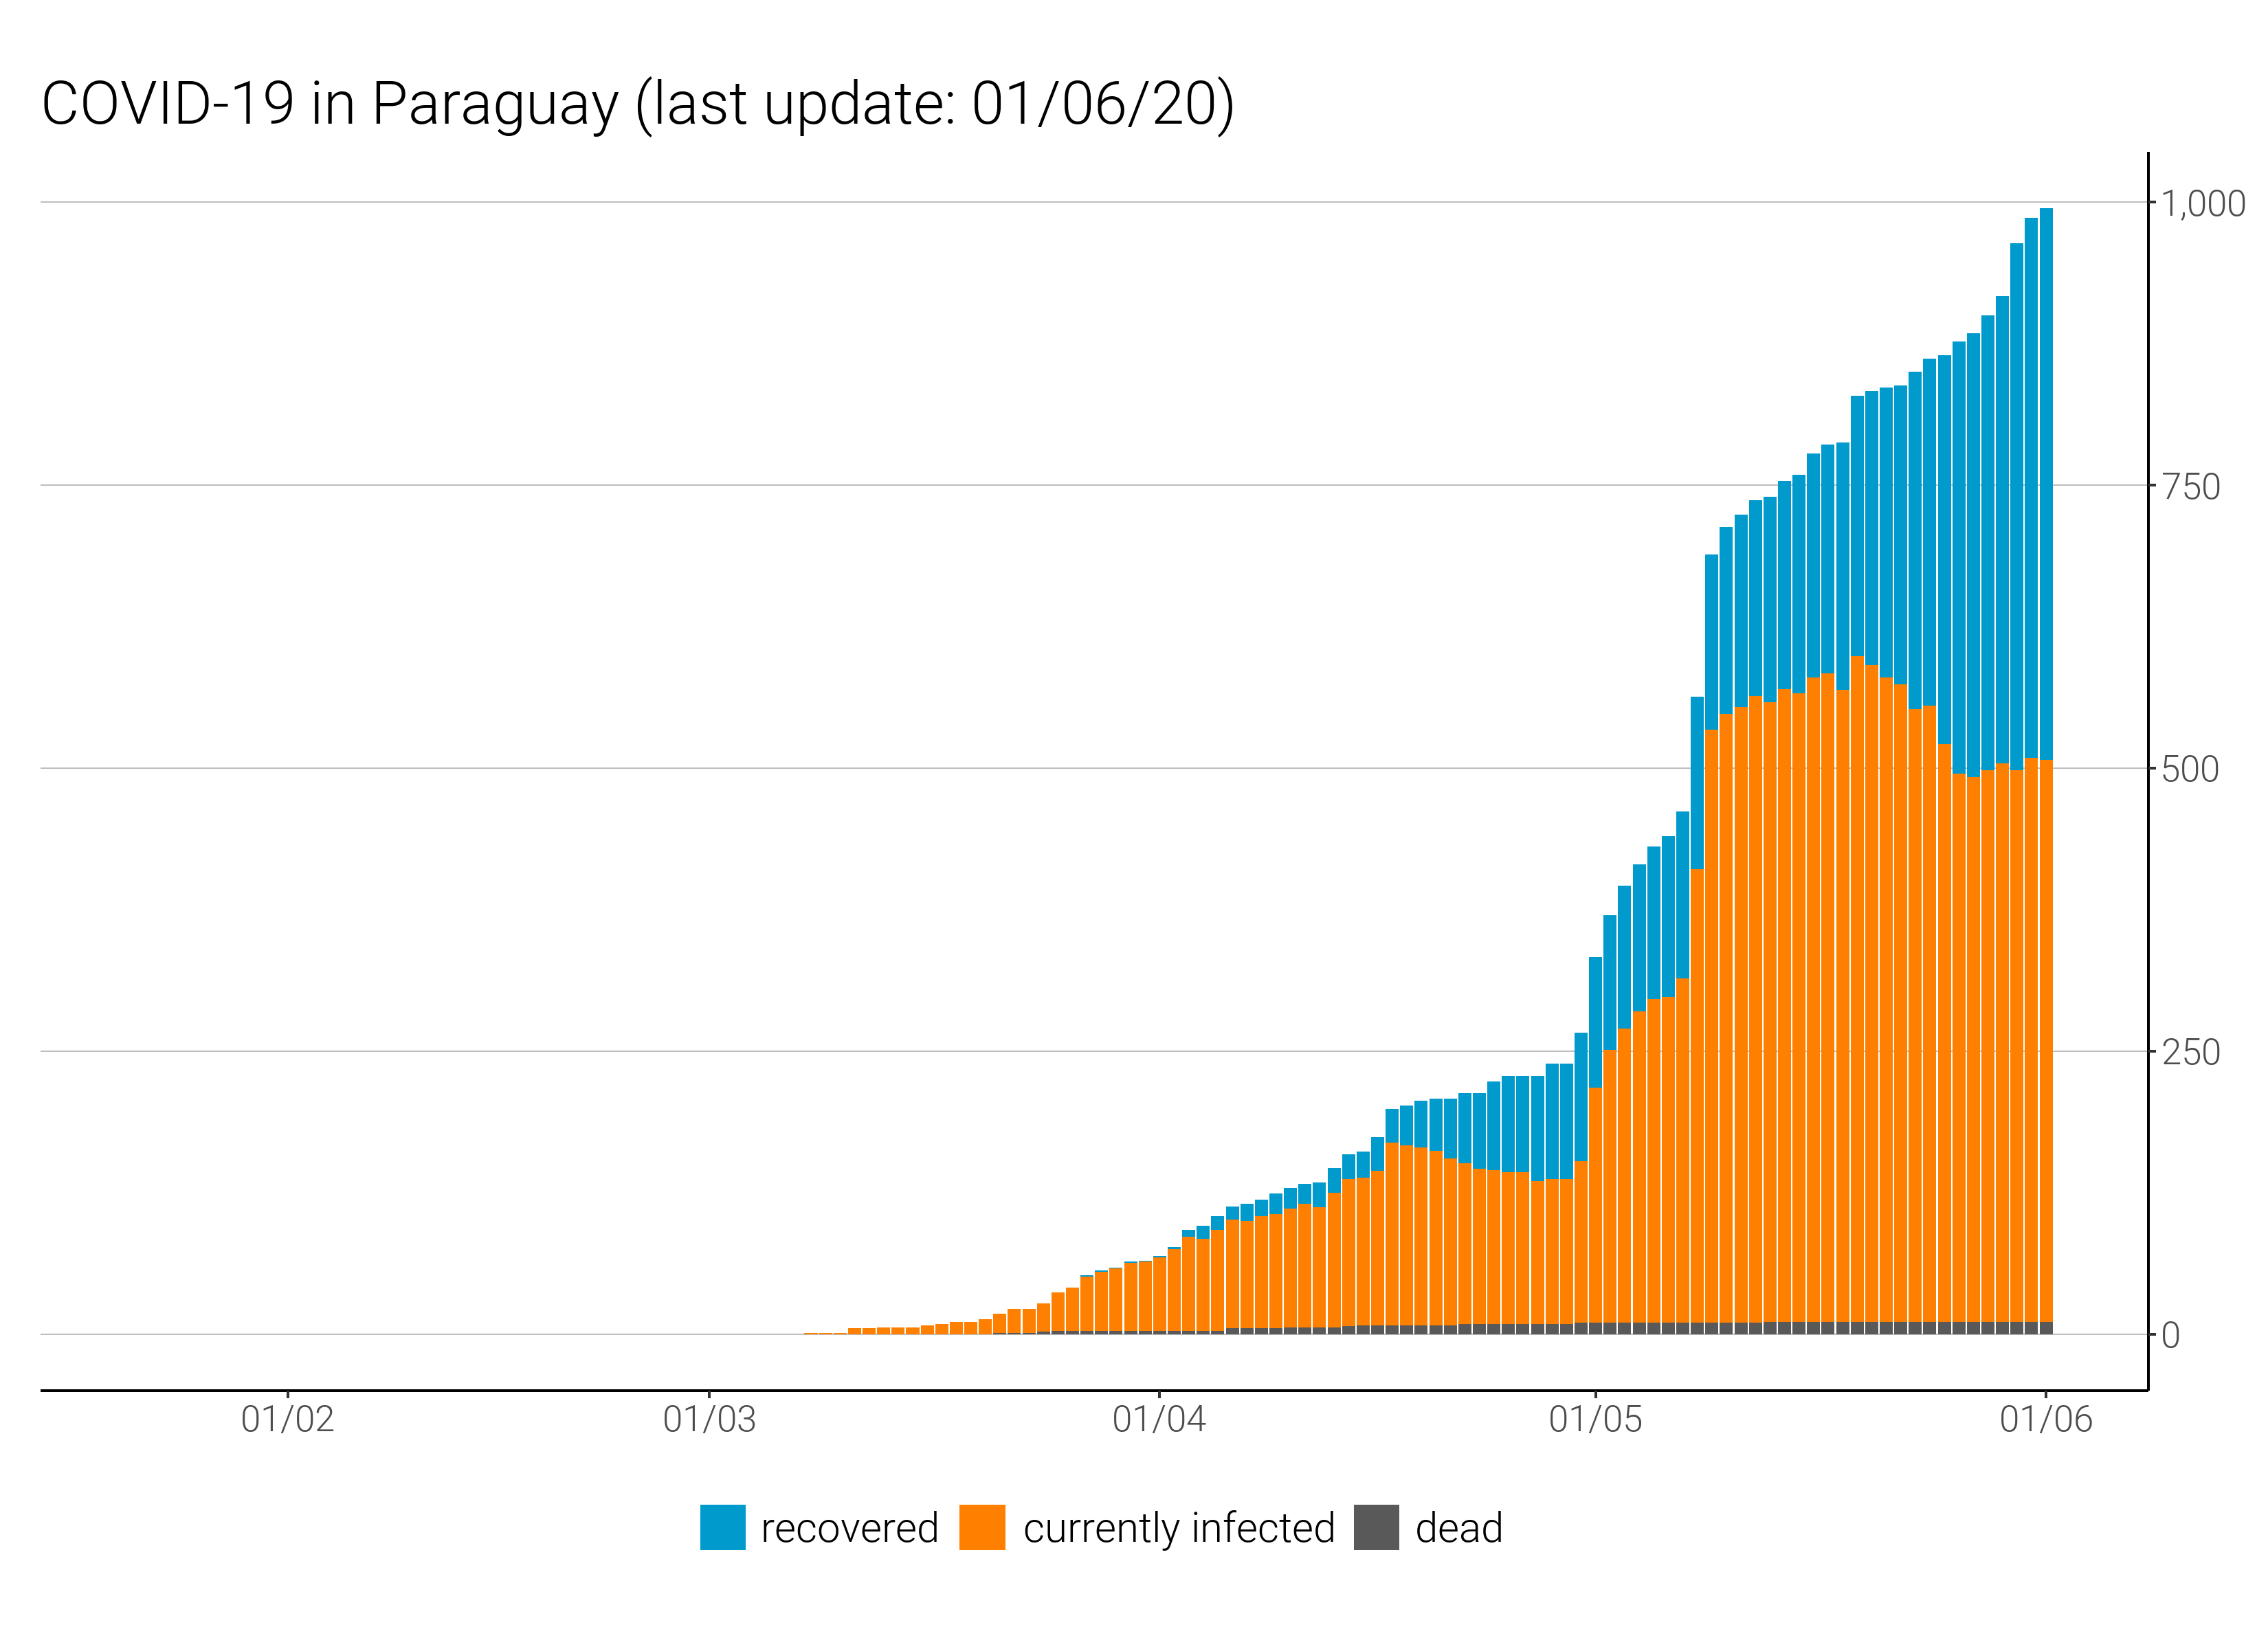 COVID-19 in Paraguay (last update: 01/06/20)
1,000
750
500
250
0
01/02 01/03 01/04 01/05 01/06
recovered currently infected dead